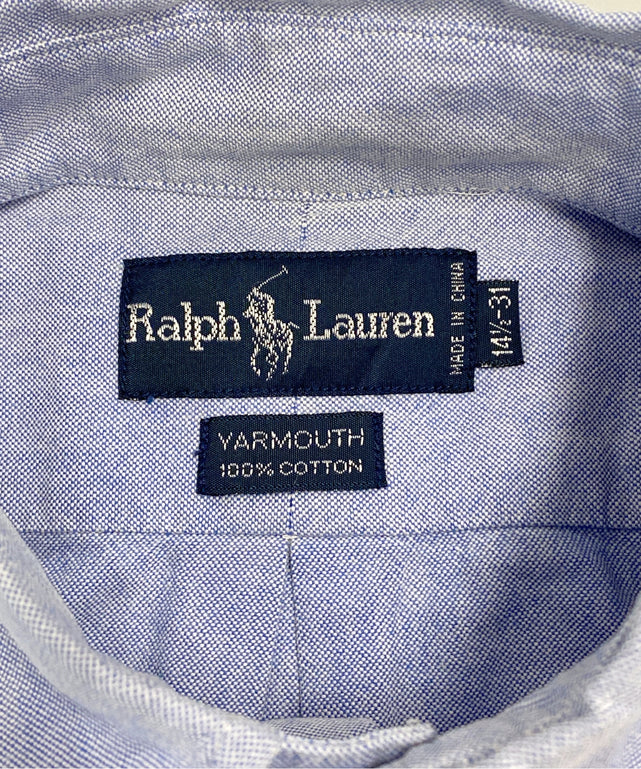 Ralph Lauren
MADE IN CHINA
14½-31
YARMOUTH
100% COTTON